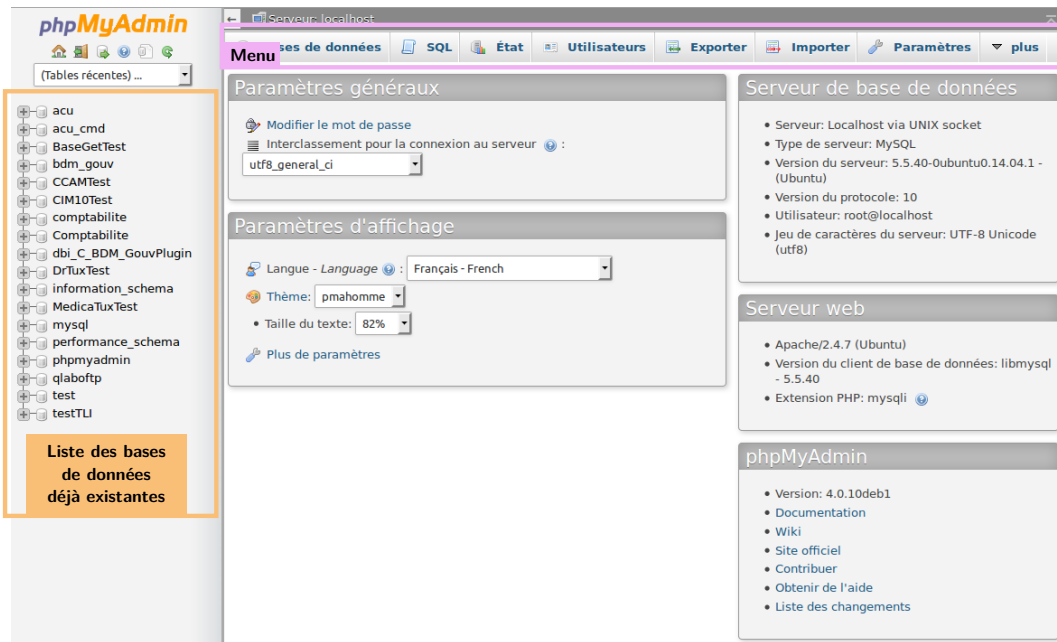 phpMyAdmin
(Tables récentes) ...
acu
acu_cmd
BaseGetTest
bdm_gouv
CCAMTest
CIM10Test
comptabilite
Comptabilite
dbi_C_BDM_GouvPlugin
DrTuxTest
information_schema
MedicaTuxTest
mysql
performance_schema
phpmyadmin
qlaboftp
test
testTLI
Liste des bases
de données
déjà existantes
Serveur: localhost
Menu
ses de données SQL État Utilisateurs Exporter Importer Paramètres plus
Paramètres généraux
Modifier le mot de passe
Interclassement pour la connexion au serveur :
utf8_general_ci
Paramètres d'affichage
Langue - Language : Français - French
Thème: pmahomme
• Taille du texte: 82%
Plus de paramètres
Serveur de base de données
• Serveur: Localhost via UNIX socket
• Type de serveur: MySQL
• Version du serveur: 5.5.40-0ubuntu0.14.04.1 -
(Ubuntu)
• Version du protocole: 10
• Utilisateur: root@localhost
• Jeu de caractères du serveur: UTF-8 Unicode
(utf8)
Serveur web
• Apache/2.4.7 (Ubuntu)
• Version du client de base de données: libmysql
- 5.5.40
• Extension PHP: mysqli
phpMyAdmin
• Version: 4.0.10deb1
• Documentation
• Wiki
• Site officiel
• Contribuer
• Obtenir de l'aide
• Liste des changements